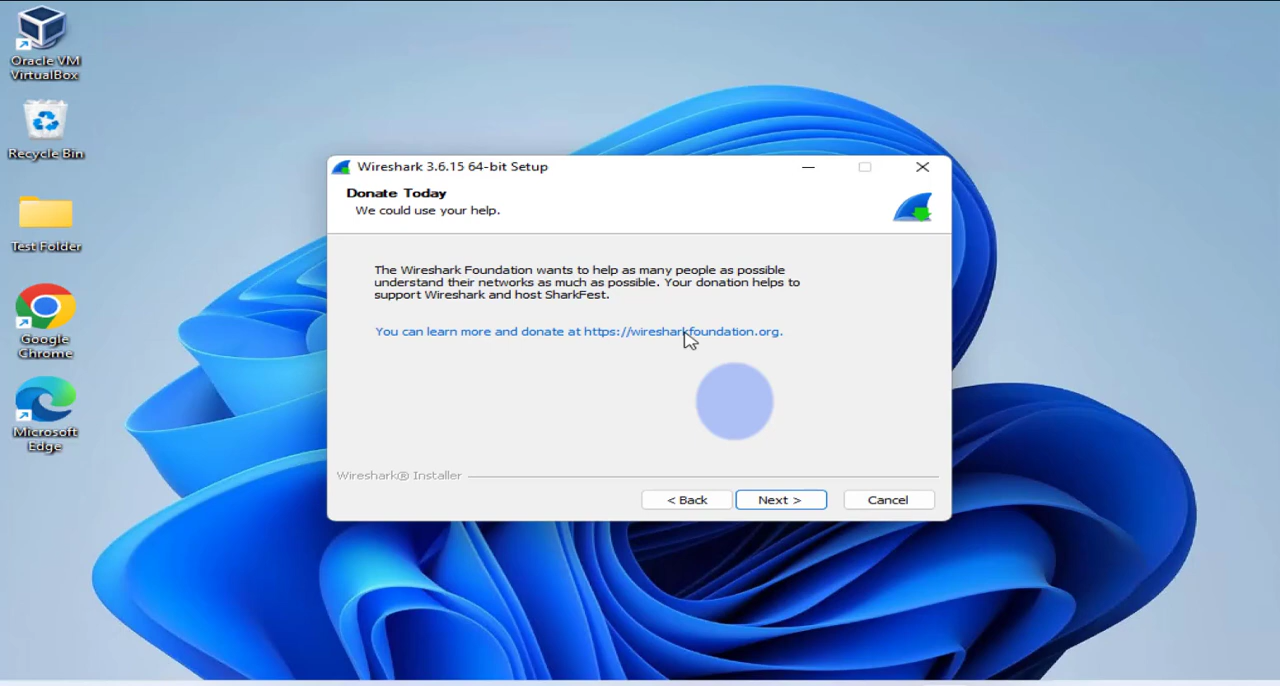 Oracle VM
VirtualBox
Recycle Bin
Test Folder
Google
Chrome
Microsoft
Edge
Wireshark 3.6.15 64-bit Setup
Donate Today
We could use your help.
The Wireshark Foundation wants to help as many people as possible
understand their networks as much as possible. Your donation helps to
support Wireshark and host SharkFest.
You can learn more and donate at https://wiresharkfoundation.org.
Wireshark® Installer
< Back
Next >
Cancel